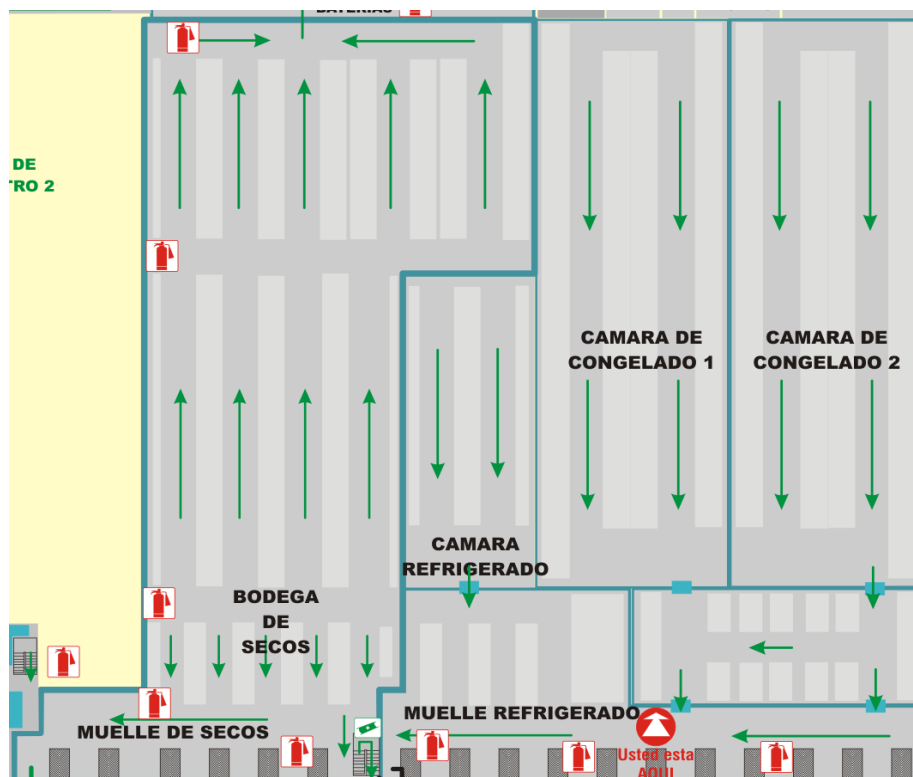 BATERIAS
DE
TRO 2
CAMARA DE
CONGELADO 1
CAMARA DE
CONGELADO 2
CAMARA
REFRIGERADO
BODEGA
DE
SECOS
MUELLE DE SECOS
MUELLE REFRIGERADO
Usted esta
AQUI